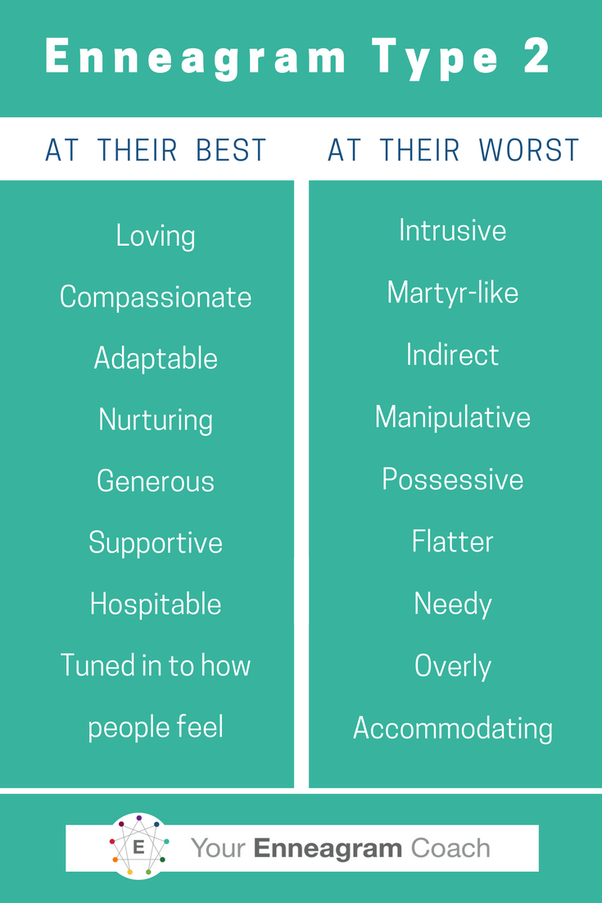 Enneagram Type 2
AT THEIR BEST
Loving
Compassionate
Adaptable
Nurturing
Generous
Supportive
Hospitable
Tuned in to how
people feel
AT THEIR WORST
Intrusive
Martyr-like
Indirect
Manipulative
Possessive
Flatter
Needy
Overly
Accommodating
E
Your Enneagram Coach